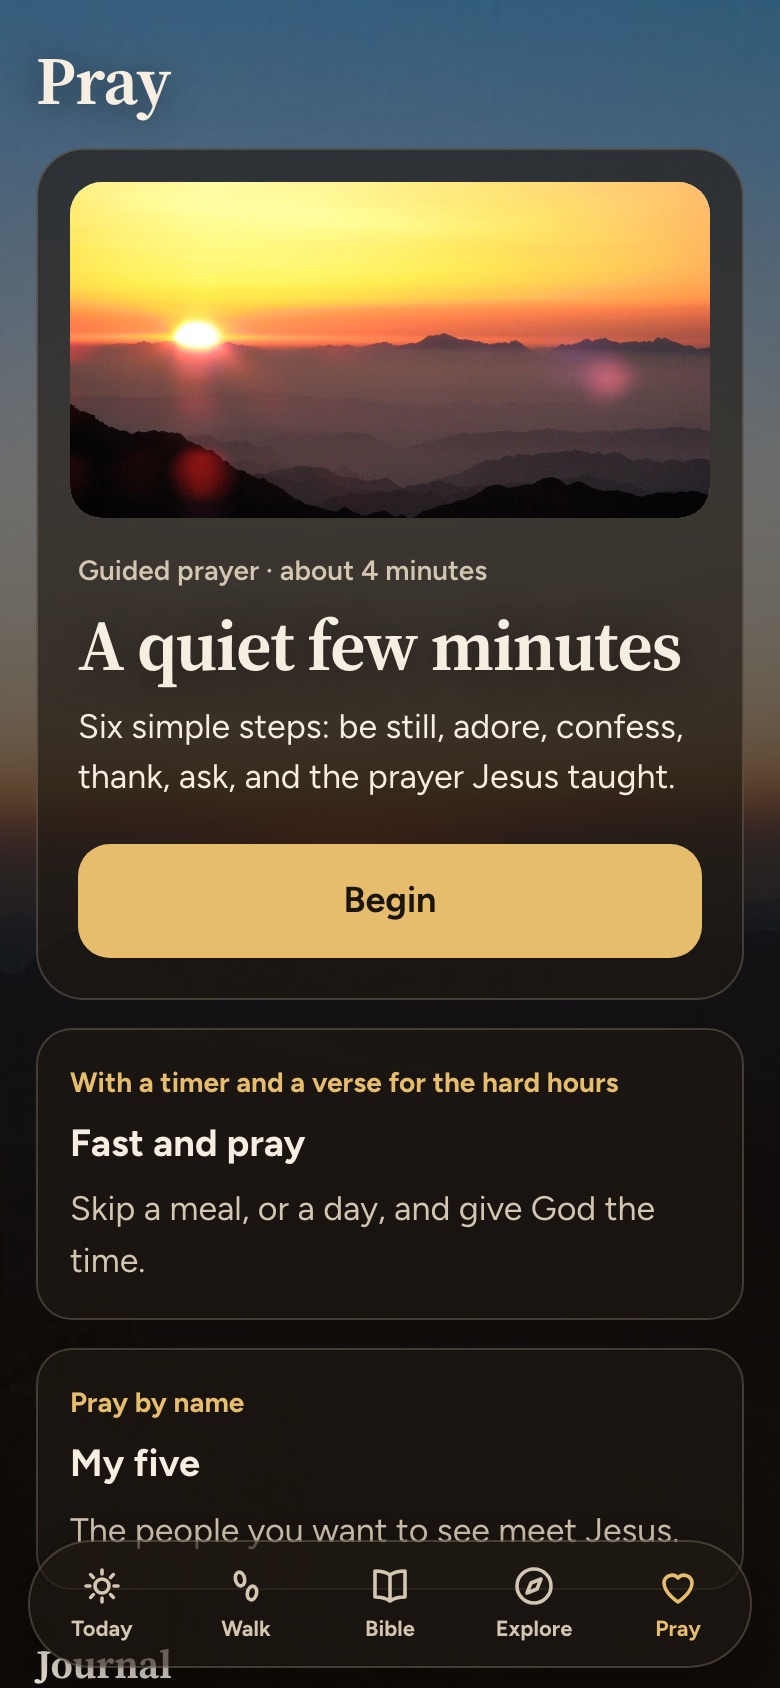 Pray
Guided prayer · about 4 minutes
A quiet few minutes
Six simple steps: be still, adore, confess,
thank, ask, and the prayer Jesus taught.
Begin
With a timer and a verse for the hard hours
Fast and pray
Skip a meal, or a day, and give God the
time.
Pray by name
My five
The people you want to see meet Jesus.
Today
Walk
Bible
Explore
Pray
Journal